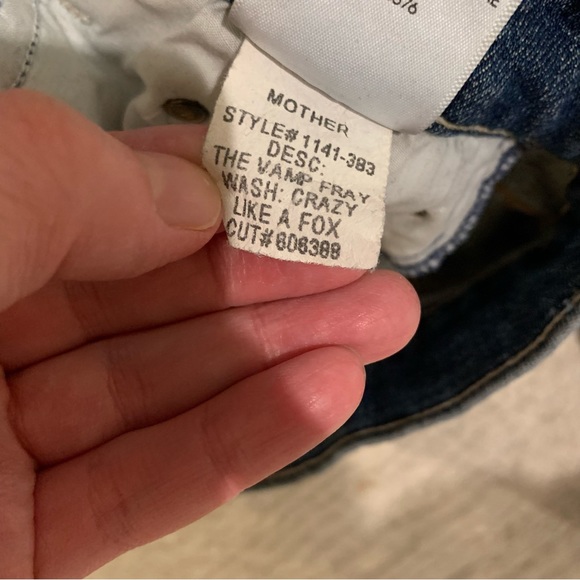 MOTHER
STYLE# 1141-383
DESC:
THE VAMP FRAY
WASH: CRAZY
LIKE A FOX
CUT# 606388